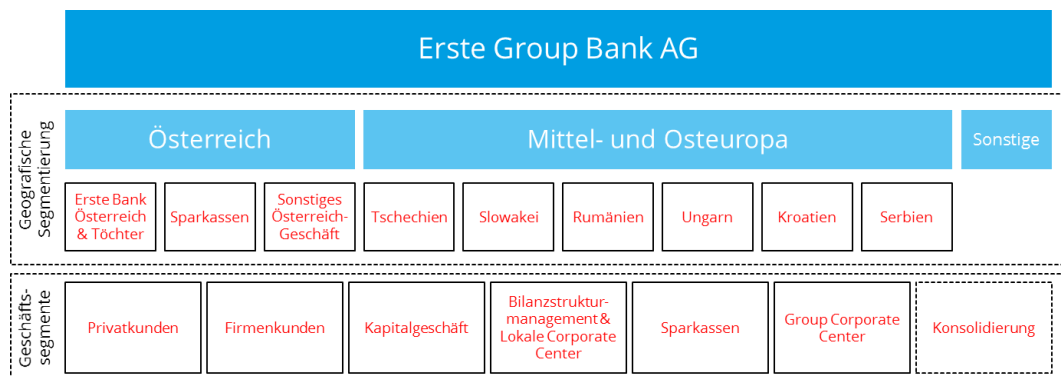 Erste Group Bank AG
Geografische
Segmentierung
Österreich
Mittel- und Osteuropa
Sonstige
Erste Bank
Österreich
& Töchter
Sparkassen
Sonstiges
Österreich-
Geschäft
Tschechien
Slowakei
Rumänien
Ungarn
Kroatien
Serbien
Geschäfts-
segmente
Privatkunden
Firmenkunden
Kapitalgeschäft
Bilanzstruktur-
management &
Lokale Corporate
Center
Sparkassen
Group Corporate
Center
Konsolidierung